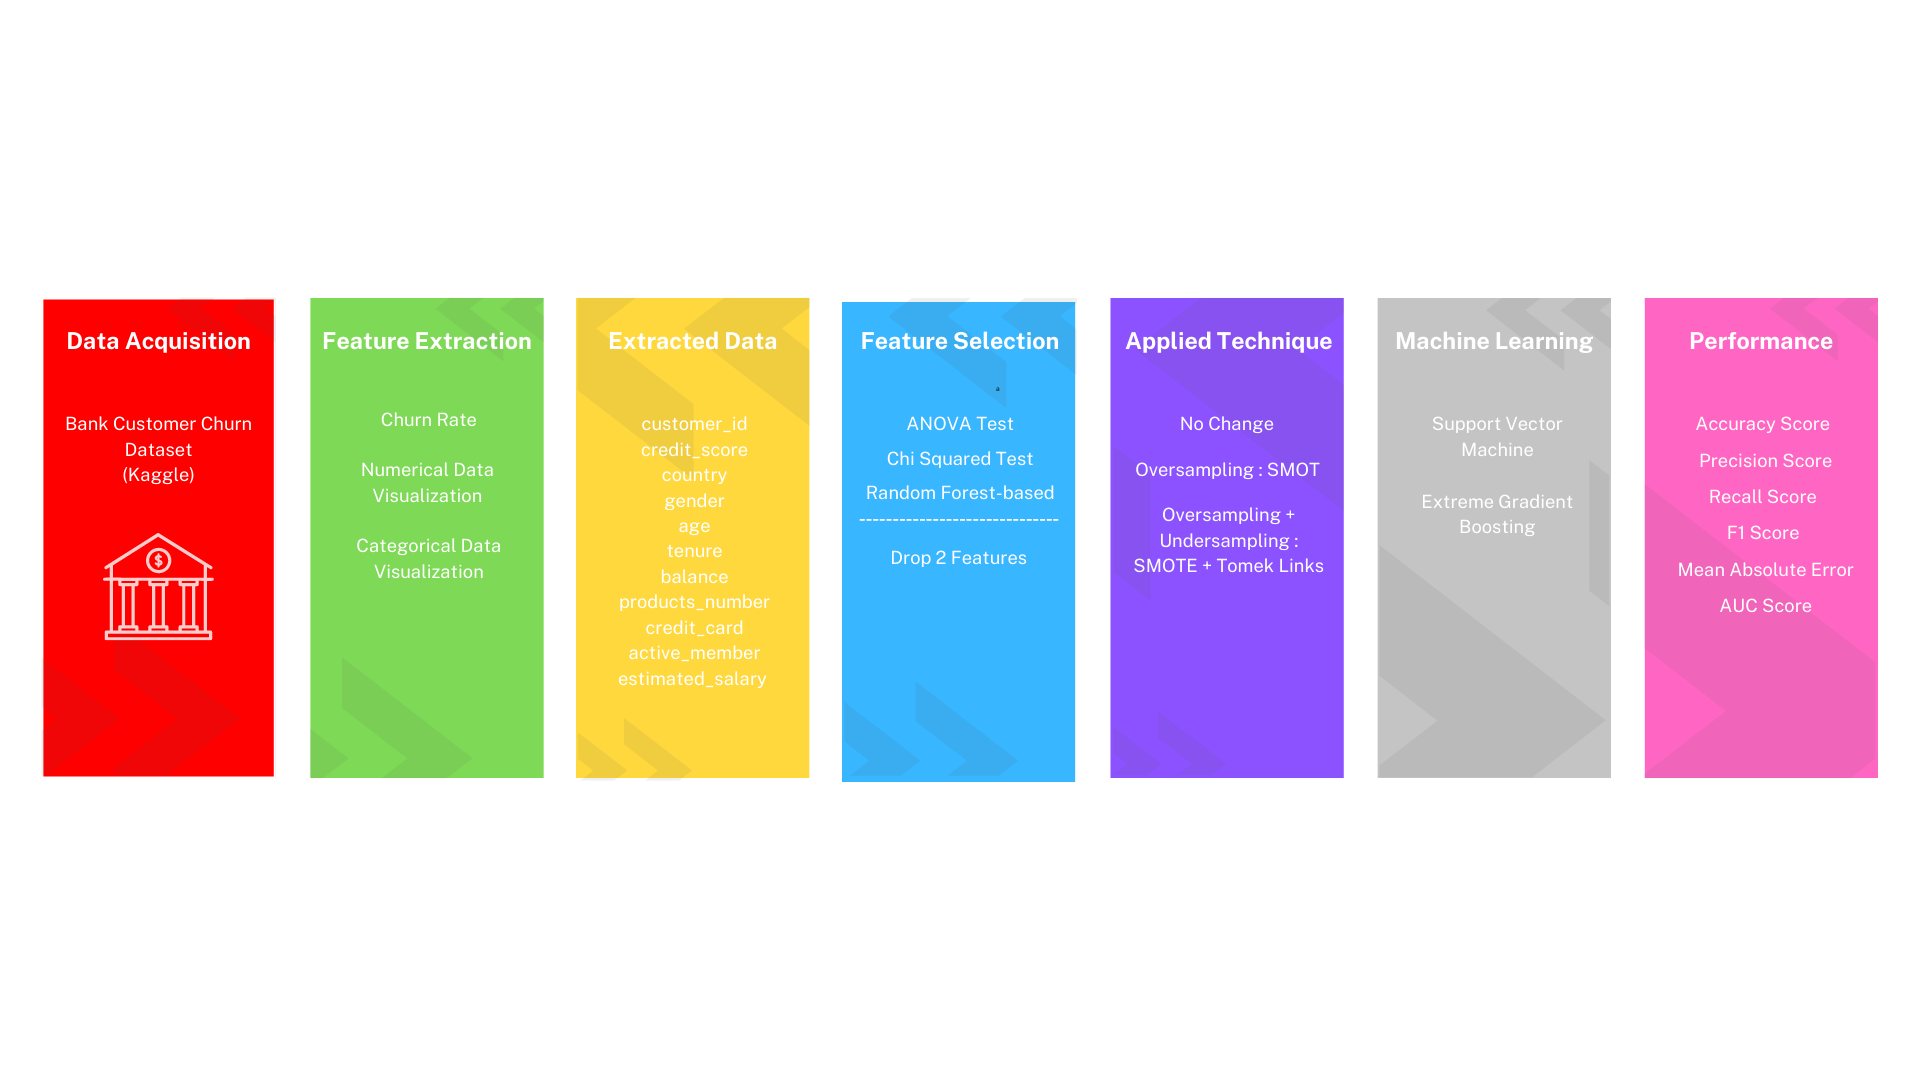 Data Acquisition
Bank Customer Churn
Dataset
(Kaggle)
$
Feature Extraction
Churn Rate
Numerical Data
Visualization
Categorical Data
Visualization
Extracted Data
customer_id
credit_score
country
gender
age
tenure
balance
products_number
credit_card
active_member
estimated_salary
Feature Selection
a
ANOVA Test
Chi Squared Test
Random Forest-based
------------------------------
Drop 2 Features
Applied Technique
No Change
Oversampling : SMOT
Oversampling +
Undersampling :
SMOTE + Tomek Links
Machine Learning
Support Vector
Machine
Extreme Gradient
Boosting
Performance
Accuracy Score
Precision Score
Recall Score
F1 Score
Mean Absolute Error
AUC Score